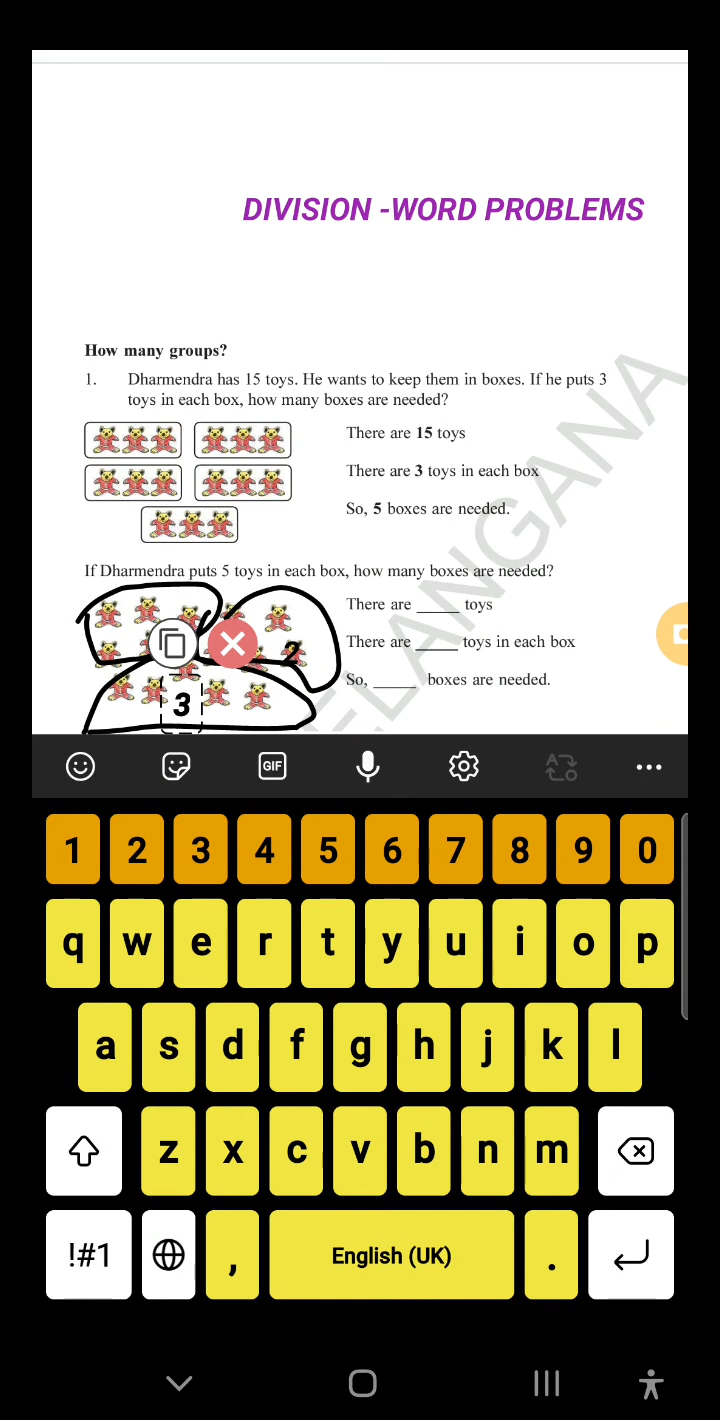 DIVISION -WORD PROBLEMS
How many groups?
1. Dharmendra has 15 toys. He wants to keep them in boxes. If he puts 3
toys in each box, how many boxes are needed?
There are 15 toys
There are 3 toys in each box
So, 5 boxes are needed.
If Dharmendra puts 5 toys in each box, how many boxes are needed?
There are _____ toys
There are _____ toys in each box
So, _____ boxes are needed.
2
3
TELANGANA
GIF
1 2 3 4 5 6 7 8 9 0
q w e r t y u i o p
a s d f g h j k l
z x c v b n m
!#1 , English (UK) .